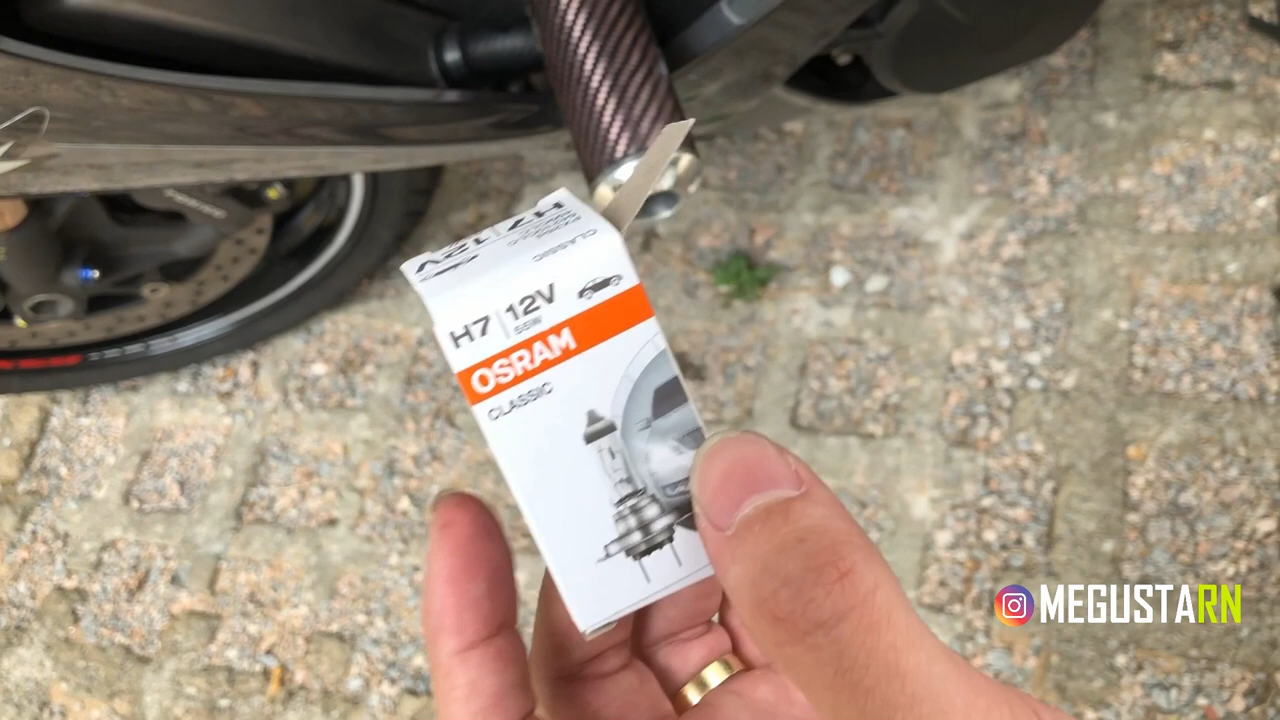 H7 12V
CLASSIC
H7 | 12V
55W
OSRAM
CLASSIC
MEGUSTARN